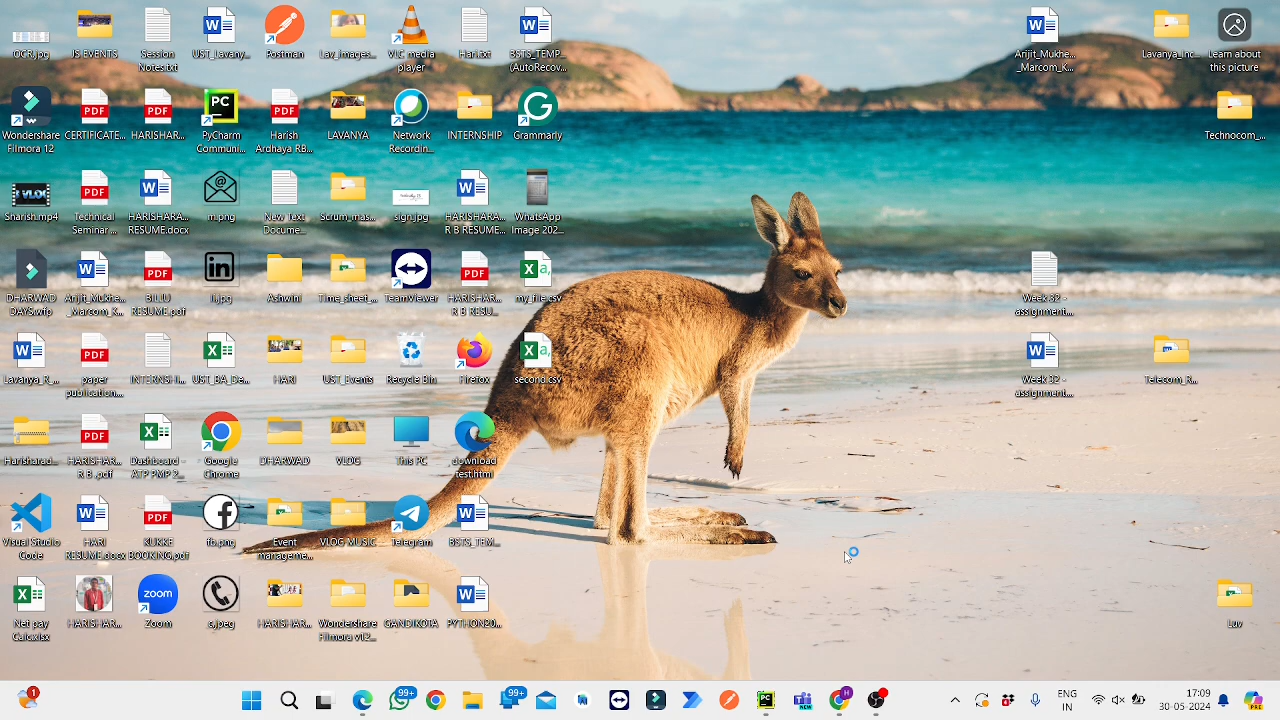 OCR.jpg
JS EVENTS
Session
Notes.txt
UST_Lavany...
Postman
Lav_Images...
VLC media
player
Hari.txt
BSTS_TEMP...
(AutoRecov...
Arijit_Mukhe...
_Marcom_K...
Lavanya_Inc...
Learn about
this picture
Wondershare
Filmora 12
CERTIFICATE...
HARISHAR...
PyCharm
Communi...
Harish
Ardhaya RB...
LAVANYA
Network
Recordin...
INTERNSHIP
Grammarly
Technocom_...
Sharish.mp4
Technical
Seminar...
HARISHARA...
RESUME.docx
m.png
New Text
Docume...
Scrum_mas...
sign.jpg
HARISHARA...
R B RESUME...
WhatsApp
Image 202...
DHARWAD
DAYS.wfp
Arijit_Mukhe...
_Marcom_K...
BILLU
RESUME.pdf
li.jpg
Ashwini
Time_sheet_...
TeamViewer
HARISHAR...
R B RESU...
my_file.csv
Week 32 -
assignment...
Lavanya_R_...
paper
publication...
INTERNSHI...
UST_BA_De...
HARI
UST_Events
Recycle Bin
Firefox
second.csv
Week 32 -
assignment...
Telecom_R...
Harisharad...
HARISHAR...
R B .pdf
Dashboard -
ATP PMP 2...
Google
Chrome
DHARWAD
VLOG
This PC
download
test.html
Visual Studio
Code
HARI
RESUME.docx
KUKKE
BOOKING.pdf
fb.png
Event
manageme...
VLOG_MUSIC
Telegram
BSTS_TEM...
Net pay
Calc.xlsx
HARISHAR...
Zoom
c.jpeg
HARISHAR...
Wondershare
Filmora v12...
GANDIKOTA
PYTHON20...
Luv
1
99+
99+
NEW
H
ENG
IN
17:09
30-05-2024